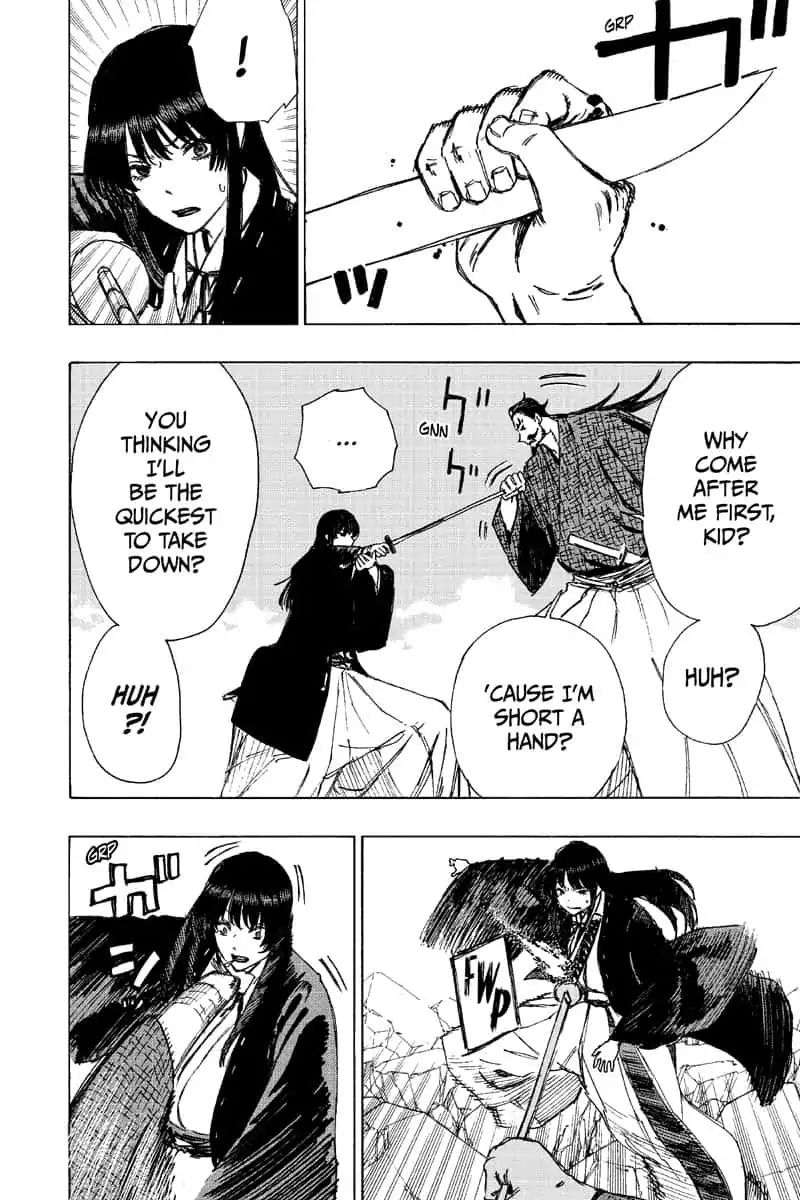 GRP
ガッ
!
WHY
COME
AFTER
ME FIRST,
KID?
HUH?
GNN
グ
グ
...
'CAUSE I'M
SHORT A
HAND?
YOU
THINKING
I'LL
BE THE
QUICKEST
TO TAKE
DOWN?
HUH
?!
FWP
GRP
ガッ